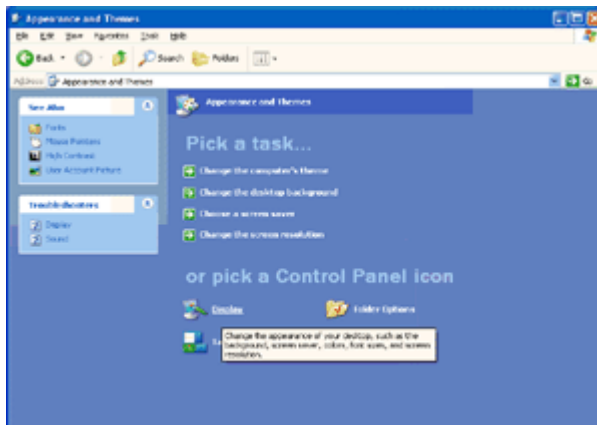 Appearance and Themes
File Edit View Favorites Tools Help
Back Search Folders
Address Appearance and Themes Go
See Also
Fonts
Mouse Pointers
High Contrast
User Account Picture
Troubleshooters
Display
Sound
Appearance and Themes
Pick a task...
Change the computer's theme
Change the desktop background
Choose a screen saver
Change the screen resolution
or pick a Control Panel icon
Display Folder Options
Change the appearance of your desktop, such as the
background, screen saver, colors, font sizes, and screen
resolution.